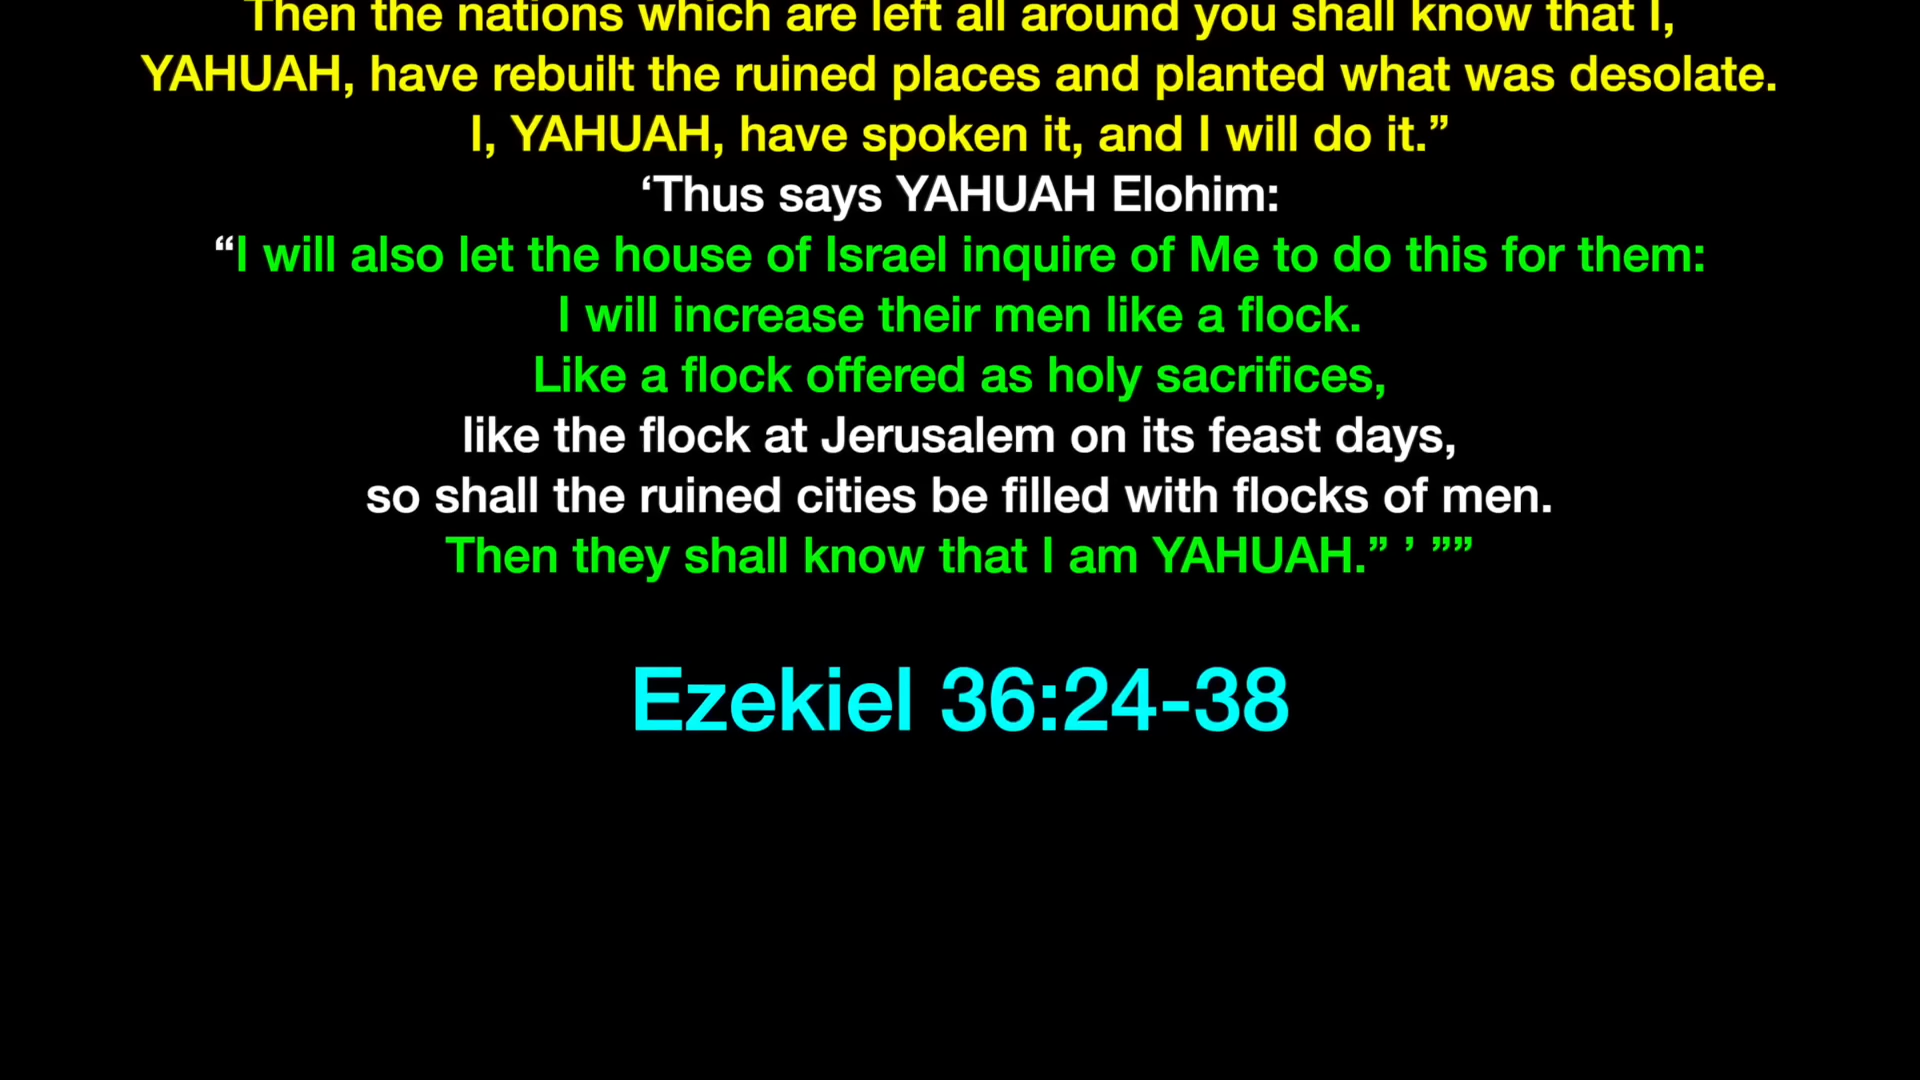 Then the nations which are left all around you shall know that I,
YAHUAH, have rebuilt the ruined places and planted what was desolate.
I, YAHUAH, have spoken it, and I will do it.”
‘Thus says YAHUAH Elohim:
“I will also let the house of Israel inquire of Me to do this for them:
I will increase their men like a flock.
Like a flock offered as holy sacrifices,
like the flock at Jerusalem on its feast days,
so shall the ruined cities be filled with flocks of men.
Then they shall know that I am YAHUAH.” ’ ””
Ezekiel 36:24-38